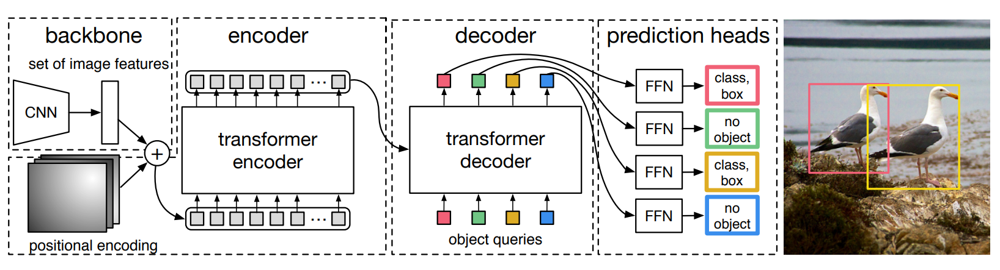 backbone
set of image features
CNN
+
positional encoding
encoder
...
transformer
encoder
...
decoder
transformer
decoder
object queries
prediction heads
FFN
class,
box
FFN
no
object
FFN
class,
box
FFN
no
object